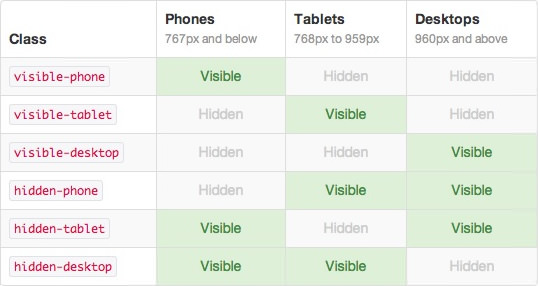 Class Phones Tablets Desktops
767px and below 768px to 959px 960px and above
visible-phone Visible Hidden Hidden
visible-tablet Hidden Visible Hidden
visible-desktop Hidden Hidden Visible
hidden-phone Hidden Visible Visible
hidden-tablet Visible Hidden Visible
hidden-desktop Visible Visible Hidden